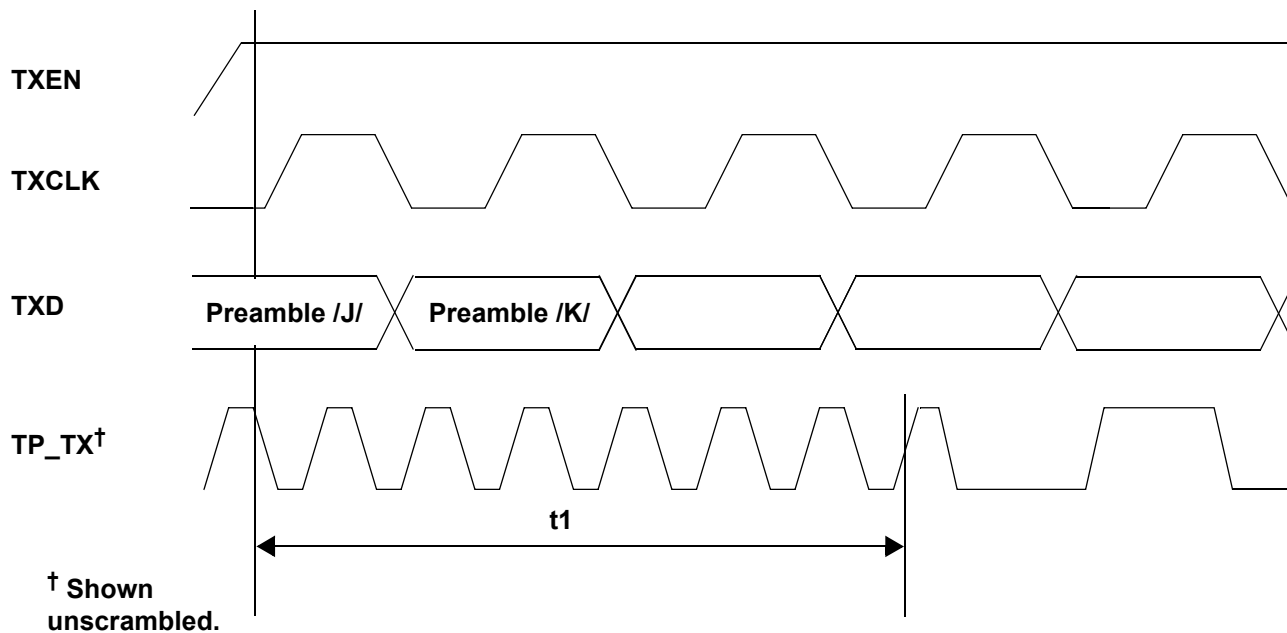 TXEN
TXCLK
TXD
Preamble /J/
Preamble /K/
TP_TX†
t1
† Shown
unscrambled.